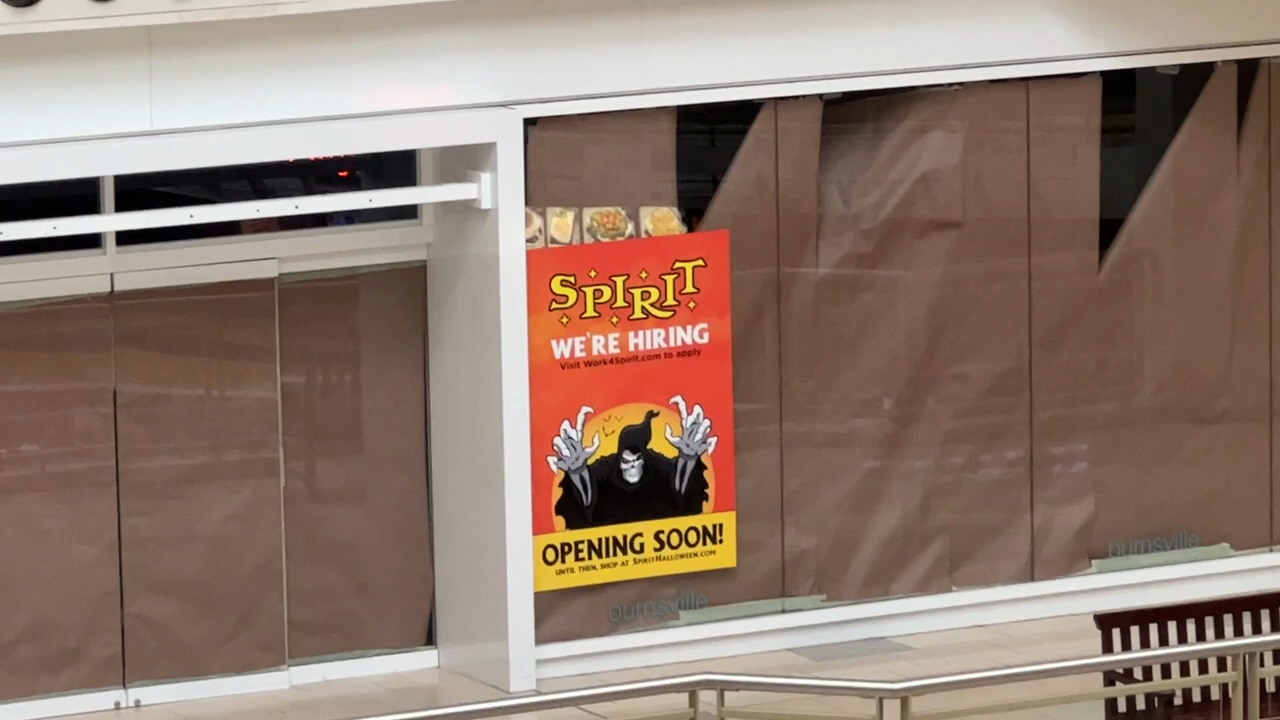 SPIRIT
WE'RE HIRING
Visit Work4Spirit.com to apply
OPENING SOON!
UNTIL THEN, SHOP AT SPIRITHALLOWEEN.COM
burnsville
burnsville